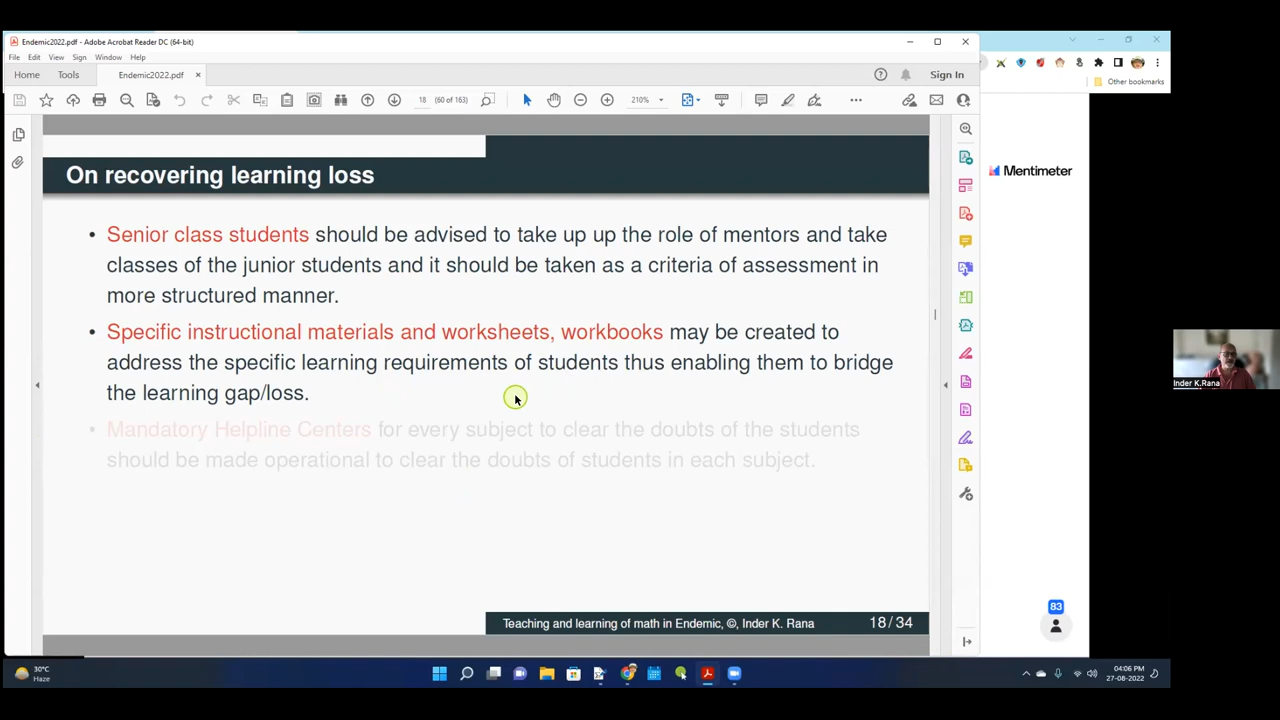 Endemic2022.pdf - Adobe Acrobat Reader DC (64-bit)
File Edit View Sign Window Help
Home Tools Endemic2022.pdf × Sign In
18 (60 of 163) 210%
Other bookmarks
Mentimeter
On recovering learning loss
• Senior class students should be advised to take up up the role of mentors and take
classes of the junior students and it should be taken as a criteria of assessment in
more structured manner.
• Specific instructional materials and worksheets, workbooks may be created to
address the specific learning requirements of students thus enabling them to bridge
the learning gap/loss.
• Mandatory Helpline Centers for every subject to clear the doubts of the students
should be made operational to clear the doubts of students in each subject.
Inder K.Rana
83
Teaching and learning of math in Endemic, ©, Inder K. Rana 18/34
30°C
Haze
04:06 PM
27-08-2022